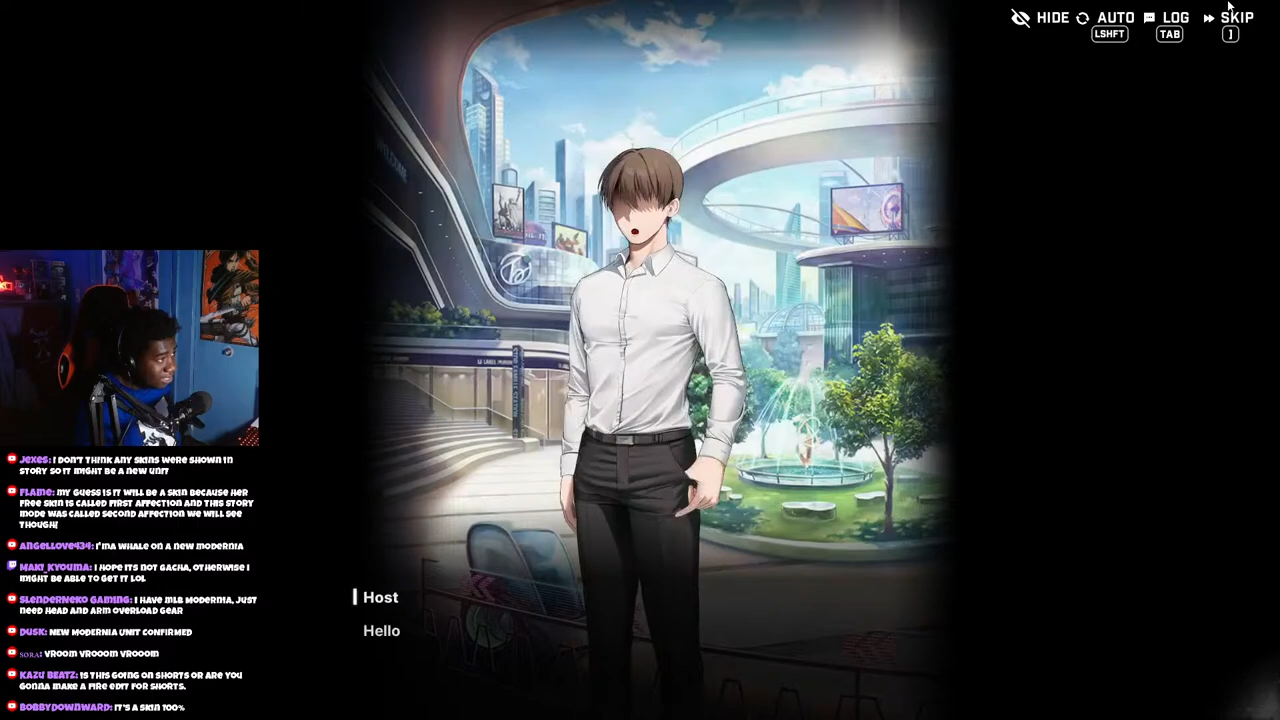 HIDE AUTO LOG SKIP
LSHFT TAB ]
WELCOME
Host
Hello
Jexes: I DON'T THINK ANY SKINS WERE SHOWN IN
STORY SO IT MIGHT BE A NEW UNIT
Flame: MY GUESS IS IT WILL BE A SKIN BECAUSE HER
FREE SKIN IS CALLED FIRST AFFECTION AND THIS STORY
MODE WAS CALLED SECOND AFFECTION WE WILL SEE
THOUGH!
Angellove434: I'MA WHALE ON A NEW MODERNIA
Maki_Kyouma: I HOPE ITS NOT GACHA, OTHERWISE I
MIGHT BE ABLE TO GET IT LOL
Slenderneko Gaming: I HAVE MLB MODERNIA, JUST
NEED HEAD AND ARM OVERLOAD GEAR
Dusk: NEW MODERNIA UNIT CONFIRMED
SORA: VROOM VROOOM VROOOM
Kazu Beatz: IS THIS GOING ON SHORTS OR ARE YOU
GONNA MAKE A FIRE EDIT FOR SHORTS.
BobbyDownward: IT'S A SKIN 100%